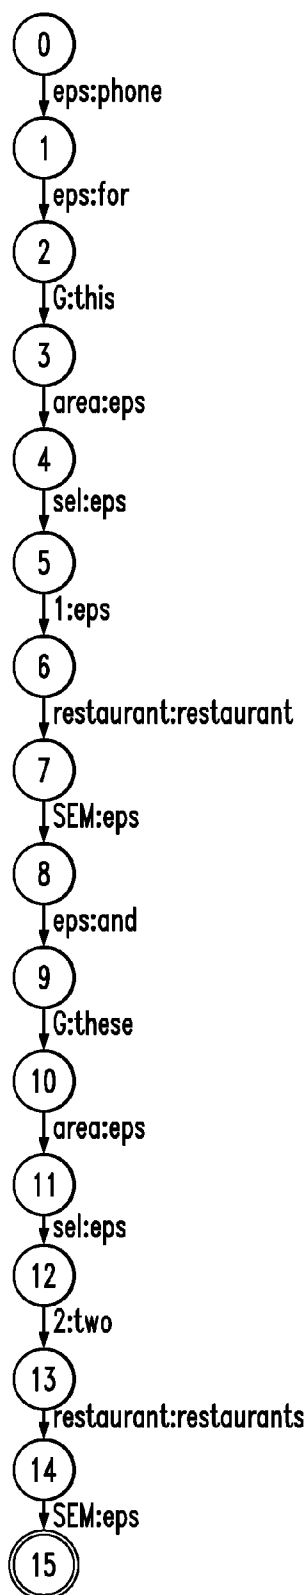 0
eps:phone
1
eps:for
2
G:this
3
area:eps
4
sel:eps
5
1:eps
6
restaurant:restaurant
7
SEM:eps
8
eps:and
9
G:these
10
area:eps
11
sel:eps
12
2:two
13
restaurant:restaurants
14
SEM:eps
15